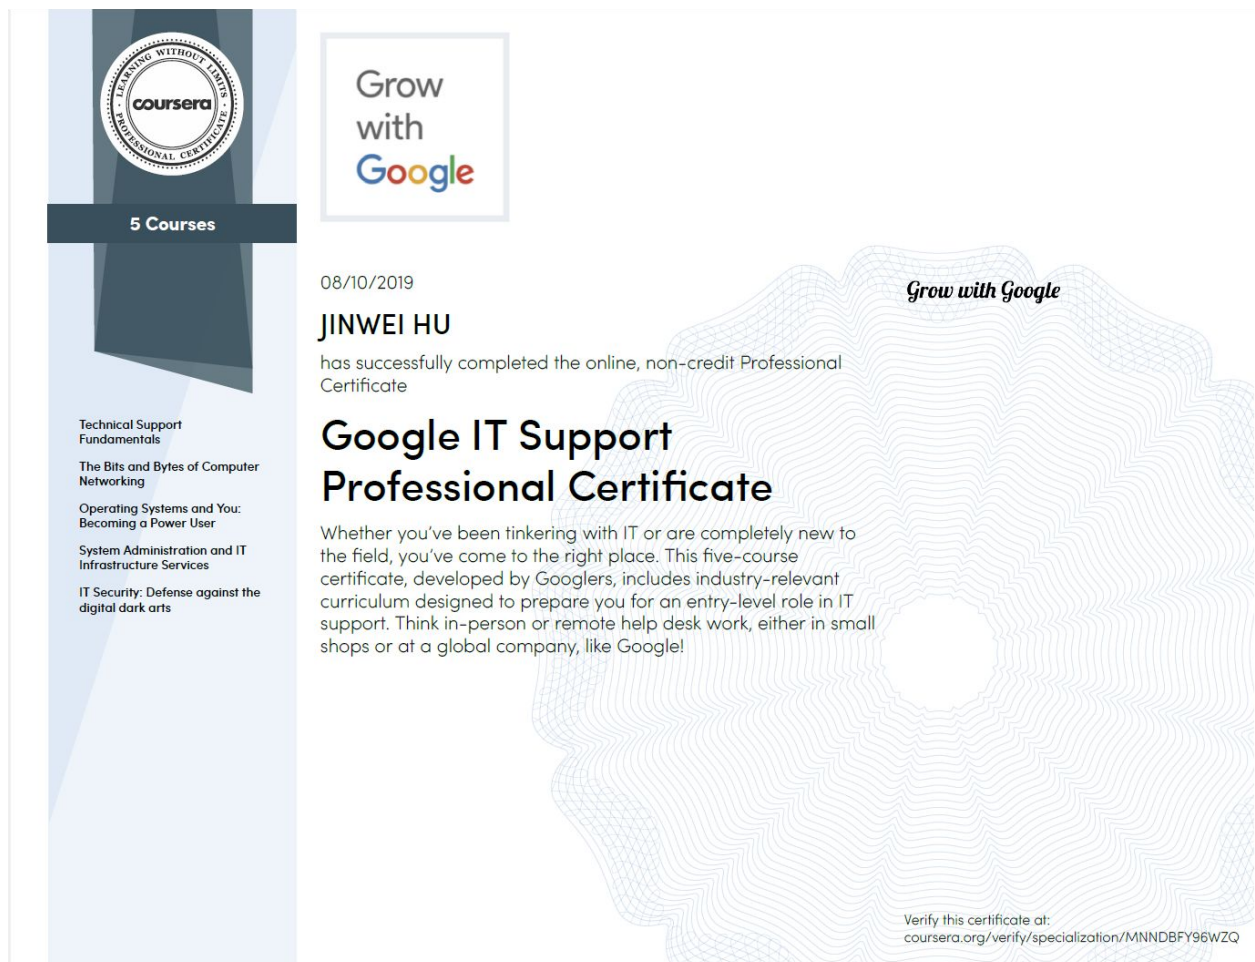 LEARNING WITHOUT LIMITS
coursera
PROFESSIONAL CERTIFICATE
5 Courses
Technical Support
Fundamentals
The Bits and Bytes of Computer
Networking
Operating Systems and You:
Becoming a Power User
System Administration and IT
Infrastructure Services
IT Security: Defense against the
digital dark arts
Grow
with
Google
08/10/2019
JINWEI HU
has successfully completed the online, non-credit Professional
Certificate
Google IT Support
Professional Certificate
Whether you’ve been tinkering with IT or are completely new to
the field, you’ve come to the right place. This five-course
certificate, developed by Googlers, includes industry-relevant
curriculum designed to prepare you for an entry-level role in IT
support. Think in-person or remote help desk work, either in small
shops or at a global company, like Google!
Grow with Google
Verify this certificate at:
coursera.org/verify/specialization/MNNDBFY96WZQ